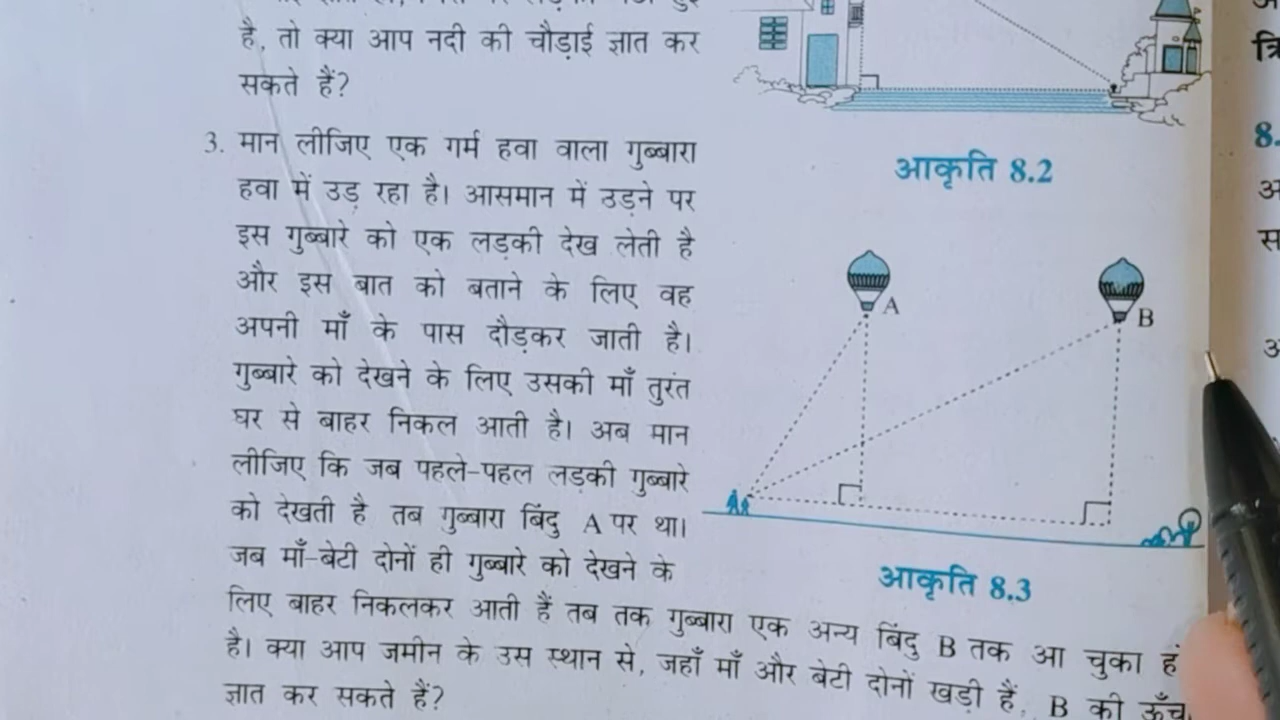 है, तो क्या आप नदी की चौड़ाई ज्ञात कर
सकते हैं?
आकृति 8.2
3. मान लीजिए एक गर्म हवा वाला गुब्बारा
हवा में उड़ रहा है। आसमान में उड़ने पर
इस गुब्बारे को एक लड़की देख लेती है
और इस बात को बताने के लिए वह
अपनी माँ के पास दौड़कर जाती है।
गुब्बारे को देखने के लिए उसकी माँ तुरंत
घर से बाहर निकल आती है। अब मान
लीजिए कि जब पहले-पहल लड़की गुब्बारे
को देखती है तब गुब्बारा बिंदु A पर था।
जब माँ-बेटी दोनों ही गुब्बारे को देखने के
A
B
आकृति 8.3
लिए बाहर निकलकर आती हैं तब तक गुब्बारा एक अन्य बिंदु B तक आ चुका
है। क्या आप जमीन के उस स्थान से, जहाँ माँ और बेटी दोनों खड़ी हैं, B की
ज्ञात कर सकते हैं?
8.